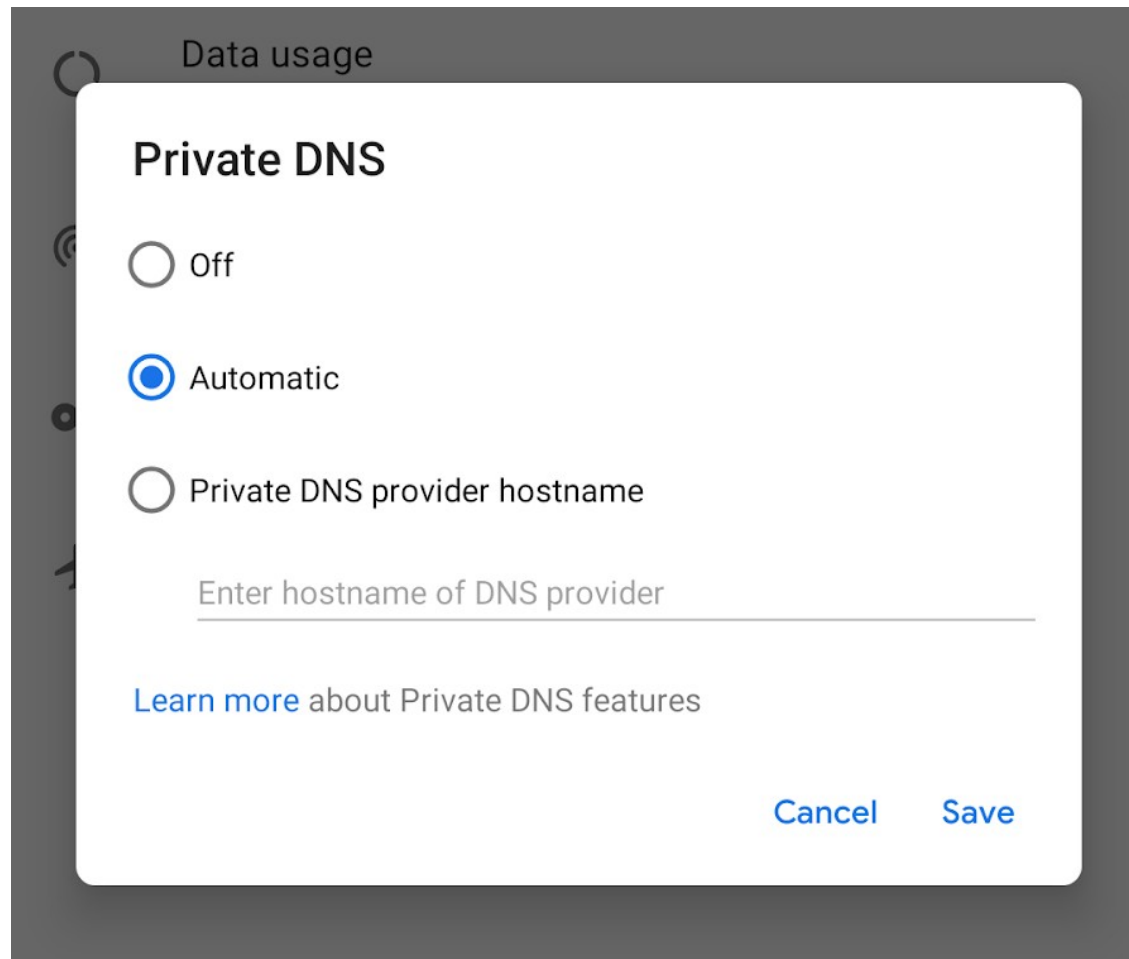 Data usage
Private DNS
Off
Automatic
Private DNS provider hostname
Enter hostname of DNS provider
Learn more about Private DNS features
Cancel Save